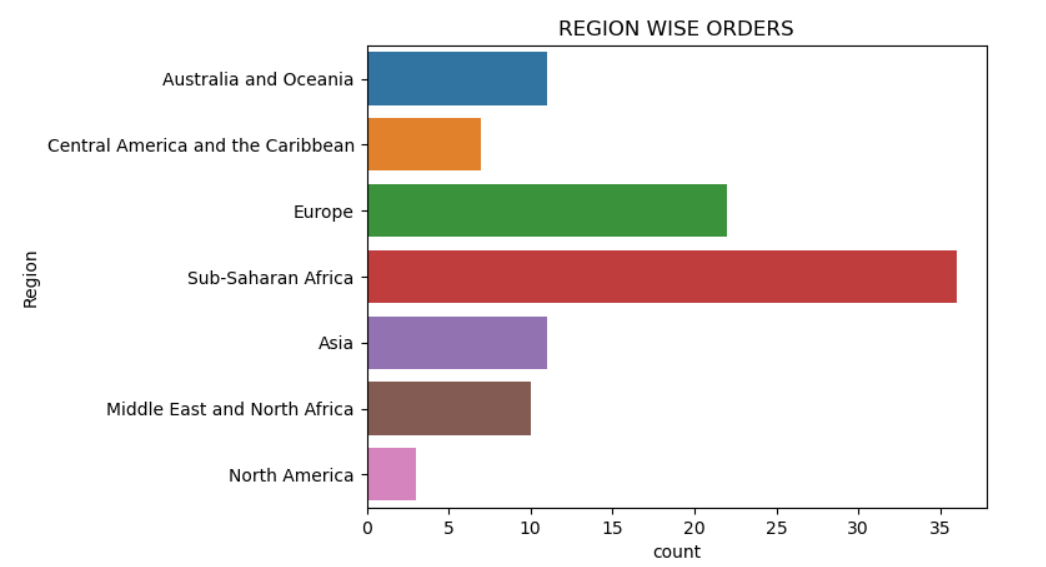 REGION WISE ORDERS
Australia and Oceania
Central America and the Caribbean
Europe
Sub-Saharan Africa
Asia
Middle East and North Africa
North America
Region
0 5 10 15 20 25 30 35
count